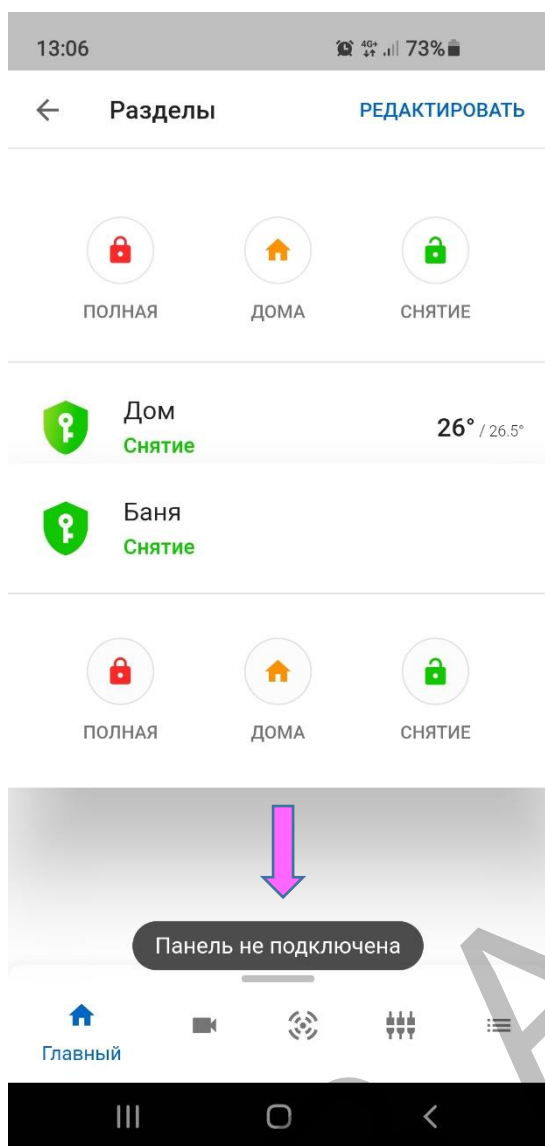 13:06 4G+ 73%
Разделы РЕДАКТИРОВАТЬ
ПОЛНАЯ ДОМА СНЯТИЕ
Дом
Снятие
26° / 26.5°
Баня
Снятие
ПОЛНАЯ ДОМА СНЯТИЕ
Панель не подключена
Главный